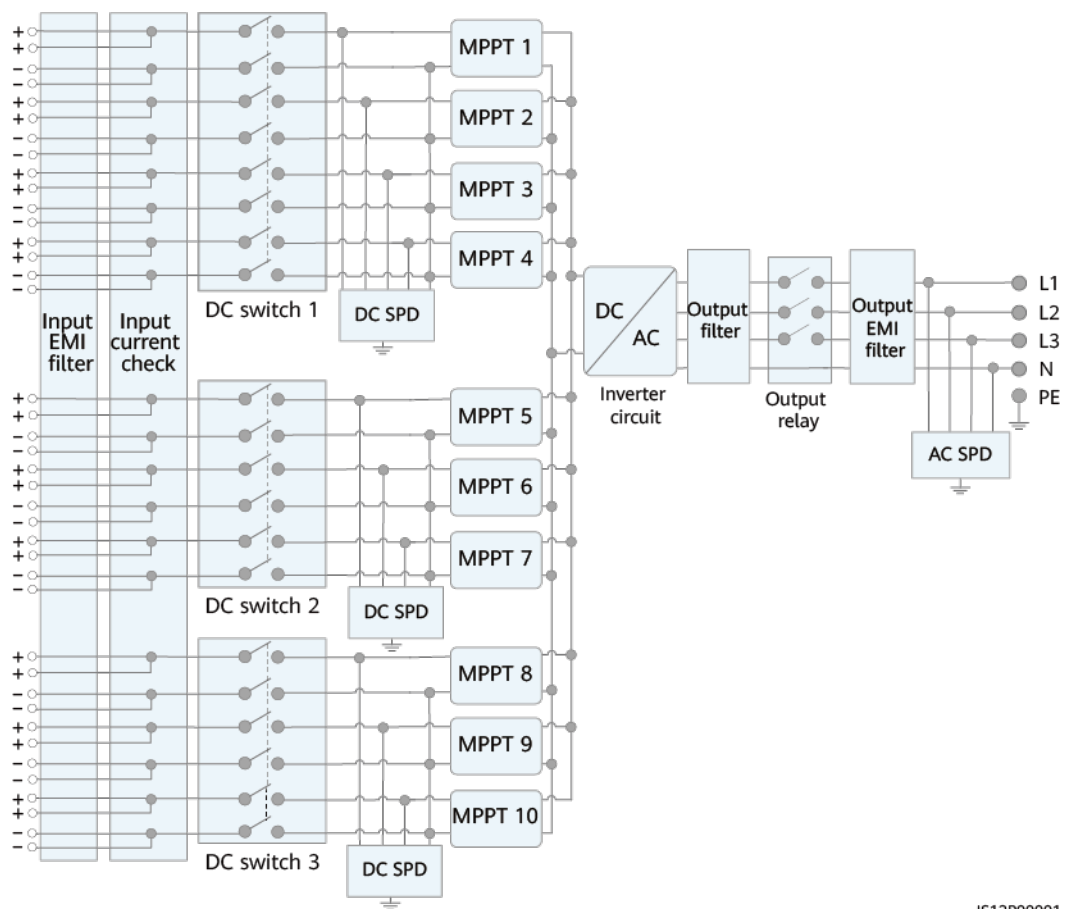 +
+
−
−
+
+
−
−
+
+
−
−
+
+
−
−
MPPT 1
MPPT 2
MPPT 3
MPPT 4
DC switch 1
DC SPD
Input
EMI
filter
Input
current
check
+
+
−
−
+
+
−
−
+
+
−
−
MPPT 5
MPPT 6
MPPT 7
DC switch 2
DC SPD
+
+
−
−
+
+
−
−
+
+
−
−
MPPT 8
MPPT 9
MPPT 10
DC switch 3
DC SPD
DC
AC
Inverter
circuit
Output
filter
Output
relay
Output
EMI
filter
L1
L2
L3
N
PE
AC SPD